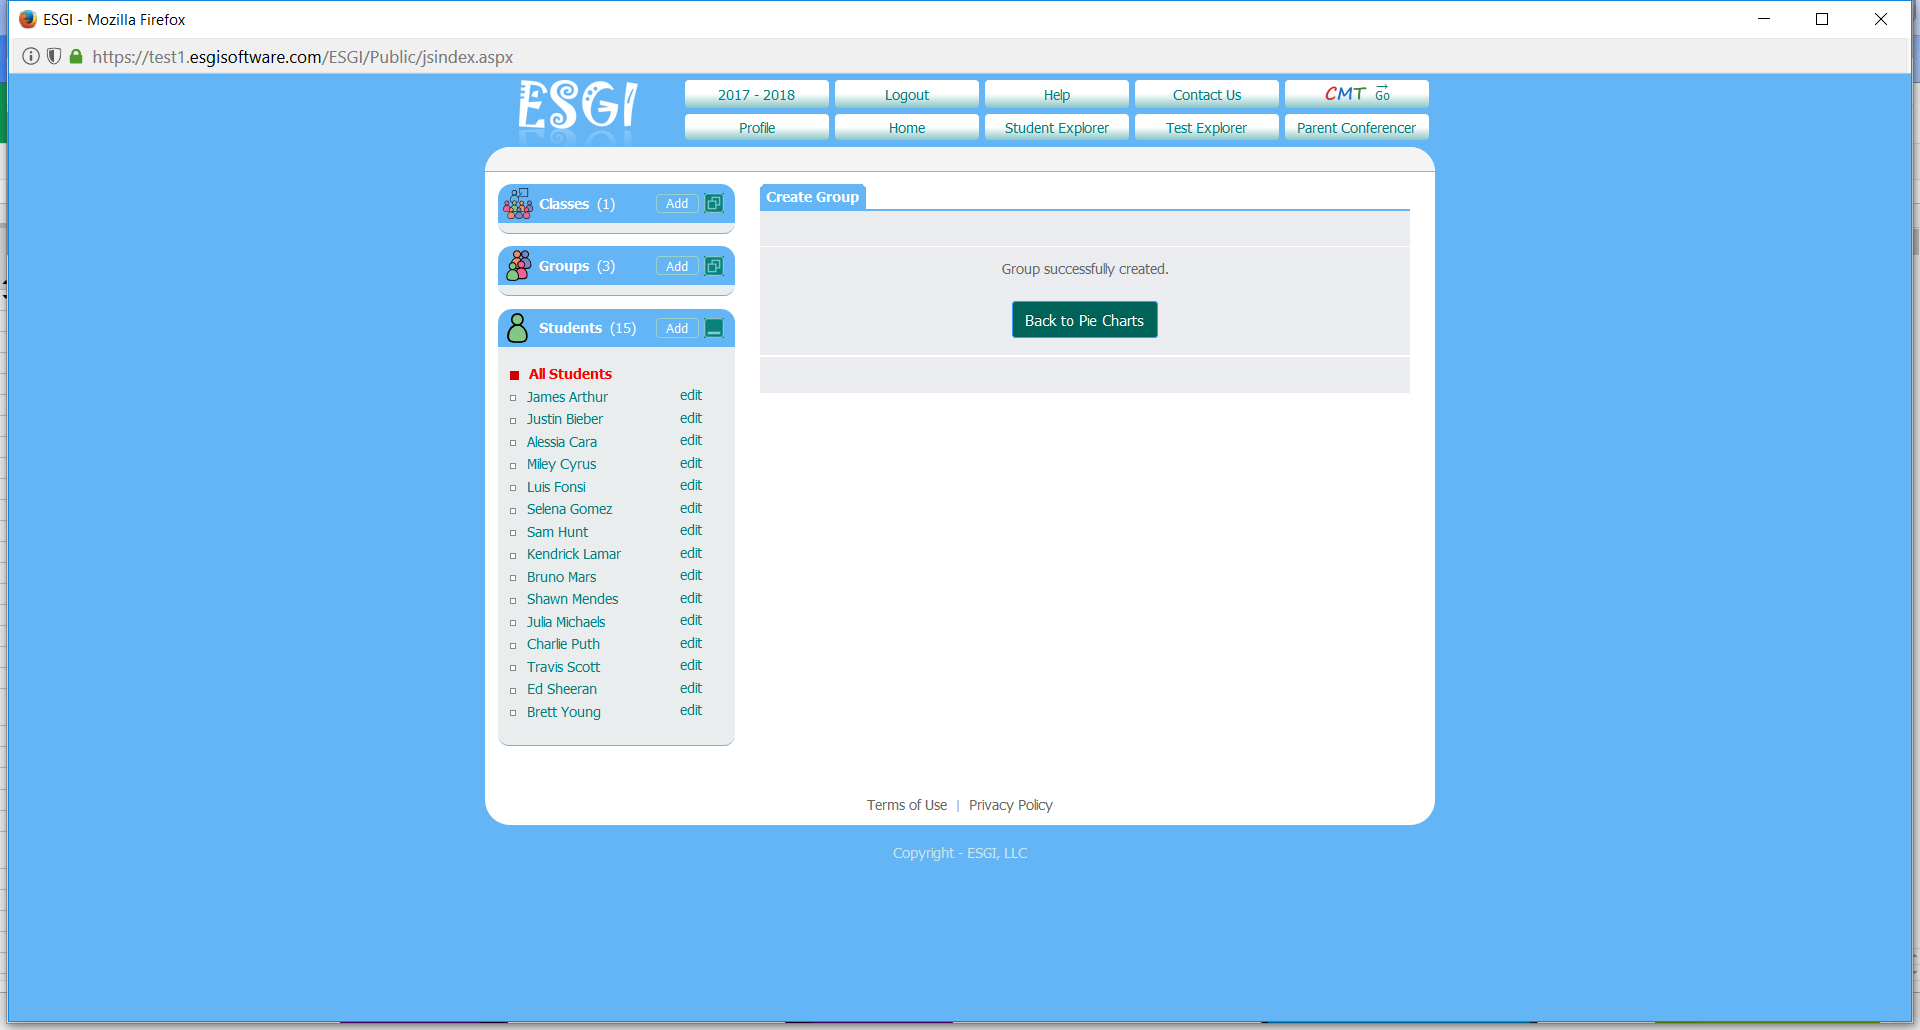 ESGI - Mozilla Firefox
https://test1.esgisoftware.com/ESGI/Public/jsindex.aspx
ESGI
2017 - 2018 Logout Help Contact Us CMT Go
Profile Home Student Explorer Test Explorer Parent Conferencer
Classes (1) Add
Groups (3) Add
Students (15) Add
All Students
James Arthur edit
Justin Bieber edit
Alessia Cara edit
Miley Cyrus edit
Luis Fonsi edit
Selena Gomez edit
Sam Hunt edit
Kendrick Lamar edit
Bruno Mars edit
Shawn Mendes edit
Julia Michaels edit
Charlie Puth edit
Travis Scott edit
Ed Sheeran edit
Brett Young edit
Create Group
Group successfully created.
Back to Pie Charts
Terms of Use | Privacy Policy
Copyright - ESGI, LLC